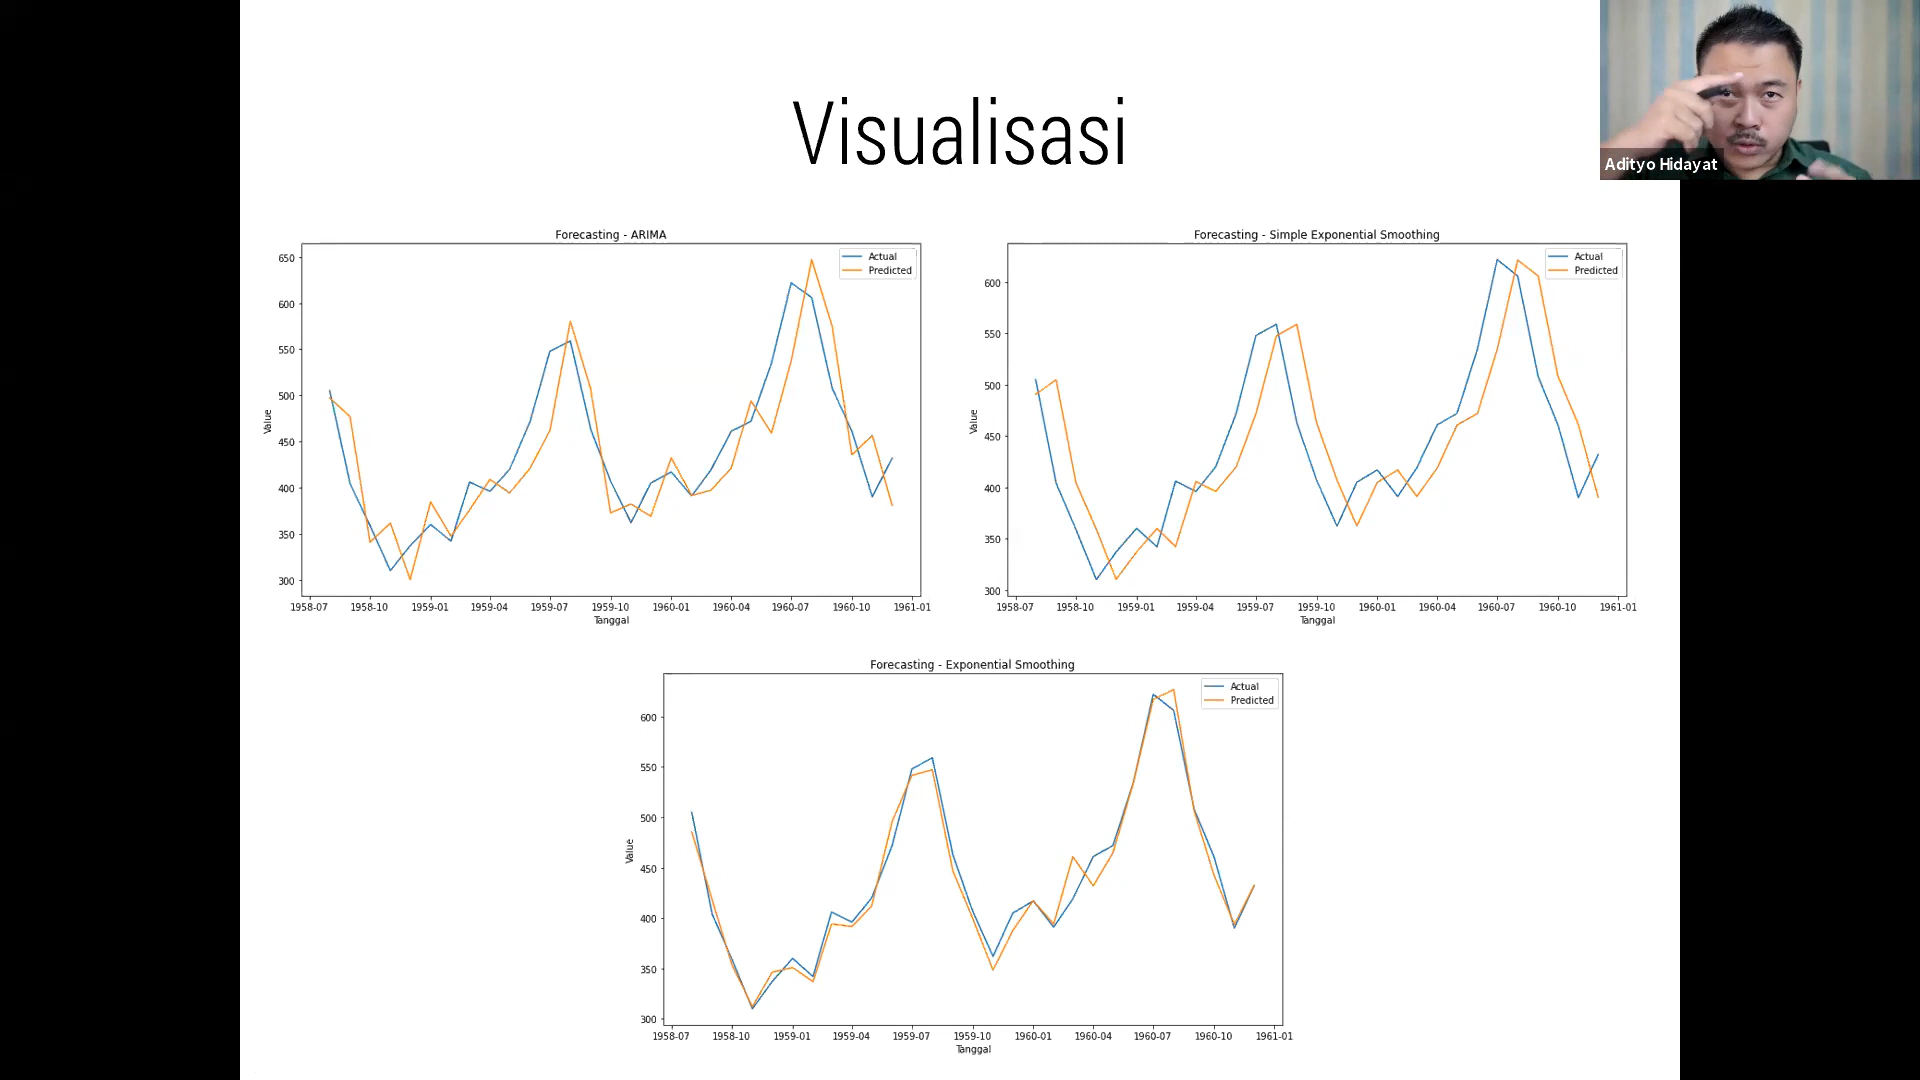 Visualisasi
Adityo Hidayat
Forecasting - ARIMA
Actual
Predicted
650
600
550
500
450
400
350
300
Value
1958-07 1958-10 1959-01 1959-04 1959-07 1959-10 1960-01 1960-04 1960-07 1960-10 1961-01
Tanggal
Forecasting - Simple Exponential Smoothing
Actual
Predicted
600
550
500
450
400
350
300
Value
1958-07 1958-10 1959-01 1959-04 1959-07 1959-10 1960-01 1960-04 1960-07 1960-10 1961-01
Tanggal
Forecasting - Exponential Smoothing
Actual
Predicted
600
550
500
450
400
350
300
Value
1958-07 1958-10 1959-01 1959-04 1959-07 1959-10 1960-01 1960-04 1960-07 1960-10 1961-01
Tanggal